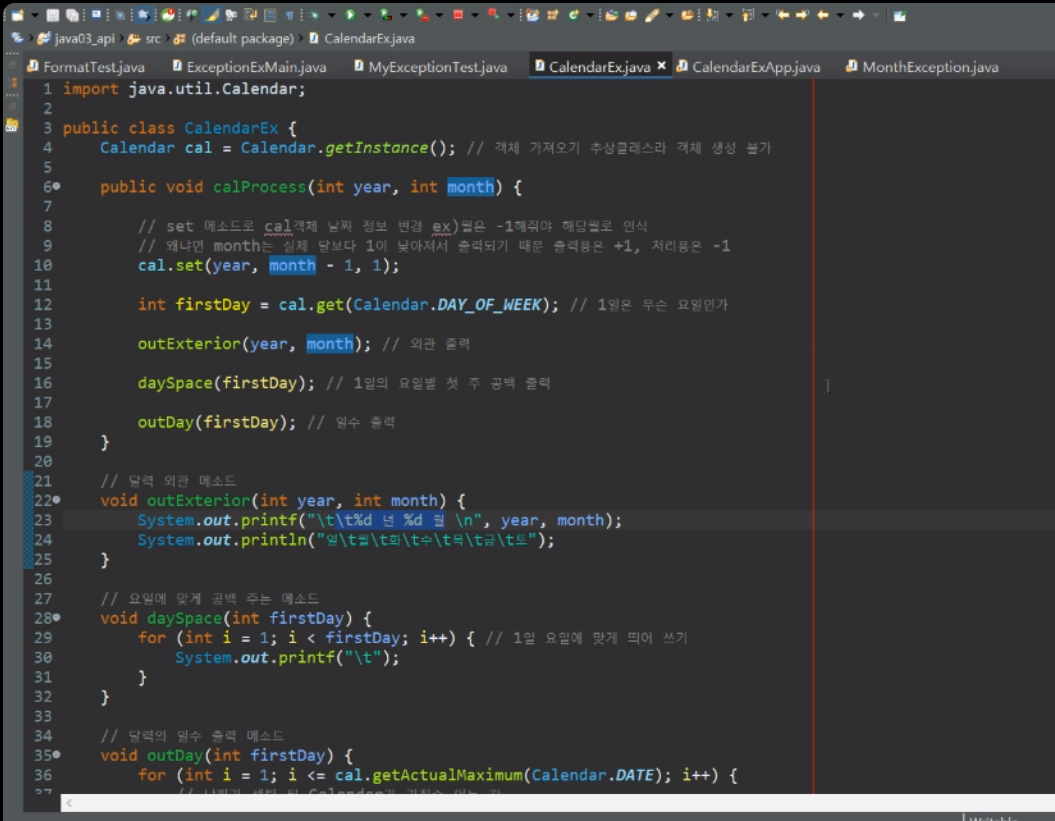 java03_api › src › (default package) › CalendarEx.java
FormatTest.java ExceptionExMain.java MyExceptionTest.java CalendarEx.java CalendarExApp.java MonthException.java
1 import java.util.Calendar;
2
3 public class CalendarEx {
4 Calendar cal = Calendar.getInstance(); // 객체 가져오기 추상클래스라 객체 생성 불가
5
6 public void calProcess(int year, int month) {
7
8 // set 메소드로 cal객체 날짜 정보 변경 ex)월은 -1해줘야 해당월로 인식
9 // 왜냐면 month는 실제 달보다 1이 낮아져서 출력되기 때문 출력용은 +1, 처리용은 -1
10 cal.set(year, month - 1, 1);
11
12 int firstDay = cal.get(Calendar.DAY_OF_WEEK); // 1일은 무슨 요일인가
13
14 outExterior(year, month); // 외관 출력
15
16 daySpace(firstDay); // 1일의 요일별 첫 주 공백 출력
17
18 outDay(firstDay); // 일수 출력
19 }
20
21 // 달력 외관 메소드
22 void outExterior(int year, int month) {
23 System.out.printf("\t\t%d 년 %d 월 \n", year, month);
24 System.out.println("일\t월\t화\t수\t목\t금\t토");
25 }
26
27 // 요일에 맞게 공백 주는 메소드
28 void daySpace(int firstDay) {
29 for (int i = 1; i < firstDay; i++) { // 1일 요일에 맞게 띄어 쓰기
30 System.out.printf("\t");
31 }
32 }
33
34 // 달력의 일수 출력 메소드
35 void outDay(int firstDay) {
36 for (int i = 1; i <= cal.getActualMaximum(Calendar.DATE); i++) {
37